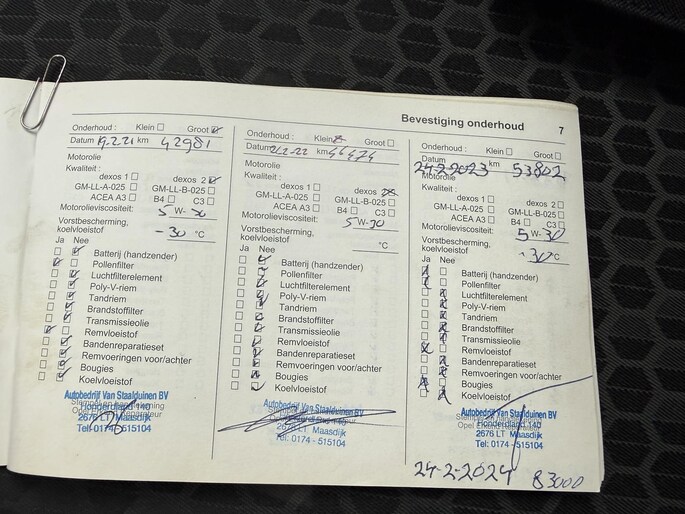 Bevestiging onderhoud 7
Onderhoud : Klein Groot
Datum 19.2.21 km 42981
Motorolie
Kwaliteit :
dexos 1 dexos 2
GM-LL-A-025 GM-LL-B-025
ACEA A3 B4 C3
Motorolieviscositeit: 5 W- 30
Vorstbescherming,
koelvloeistof -30 °C
Ja Nee
Batterij (handzender)
Pollenfilter
Luchtfilterelement
Poly-V-riem
Tandriem
Brandstoffilter
Transmissieolie
Remvloeistof
Bandenreparatieset
Remvoeringen voor/achter
Bougies
Koelvloeistof
Autobedrijf Van Staalduinen BV
Honderdland 140
2676 LT Maasdijk
Tel: 0174 - 515104
Onderhoud : Klein Groot
Datum km
Motorolie
Kwaliteit :
dexos 1 dexos 2
GM-LL-A-025 GM-LL-B-025
ACEA A3 B4 C3
Motorolieviscositeit: 5 W-30
Vorstbescherming,
koelvloeistof °C
Ja Nee
Batterij (handzender)
Pollenfilter
Luchtfilterelement
Poly-V-riem
Tandriem
Brandstoffilter
Transmissieolie
Remvloeistof
Bandenreparatieset
Remvoeringen voor/achter
Bougies
Koelvloeistof
Autobedrijf Van Staalduinen BV
2676 LT Maasdijk
Tel: 0174 - 515104
Onderhoud : Klein Groot
Datum 24-2-2023 km 53802
Motorolie
Kwaliteit :
dexos 1 dexos 2
GM-LL-A-025 GM-LL-B-025
ACEA A3 B4 C3
Motorolieviscositeit: 5 W-30
Vorstbescherming,
koelvloeistof -30 °C
Ja Nee
Batterij (handzender)
Pollenfilter
Luchtfilterelement
Poly-V-riem
Tandriem
Brandstoffilter
Transmissieolie
Remvloeistof
Bandenreparatieset
Remvoeringen voor/achter
Bougies
Koelvloeistof
Autobedrijf Van Staalduinen BV
Honderdland 140
2676 LT Maasdijk
Tel: 0174 - 515104
24-2-2024 83000